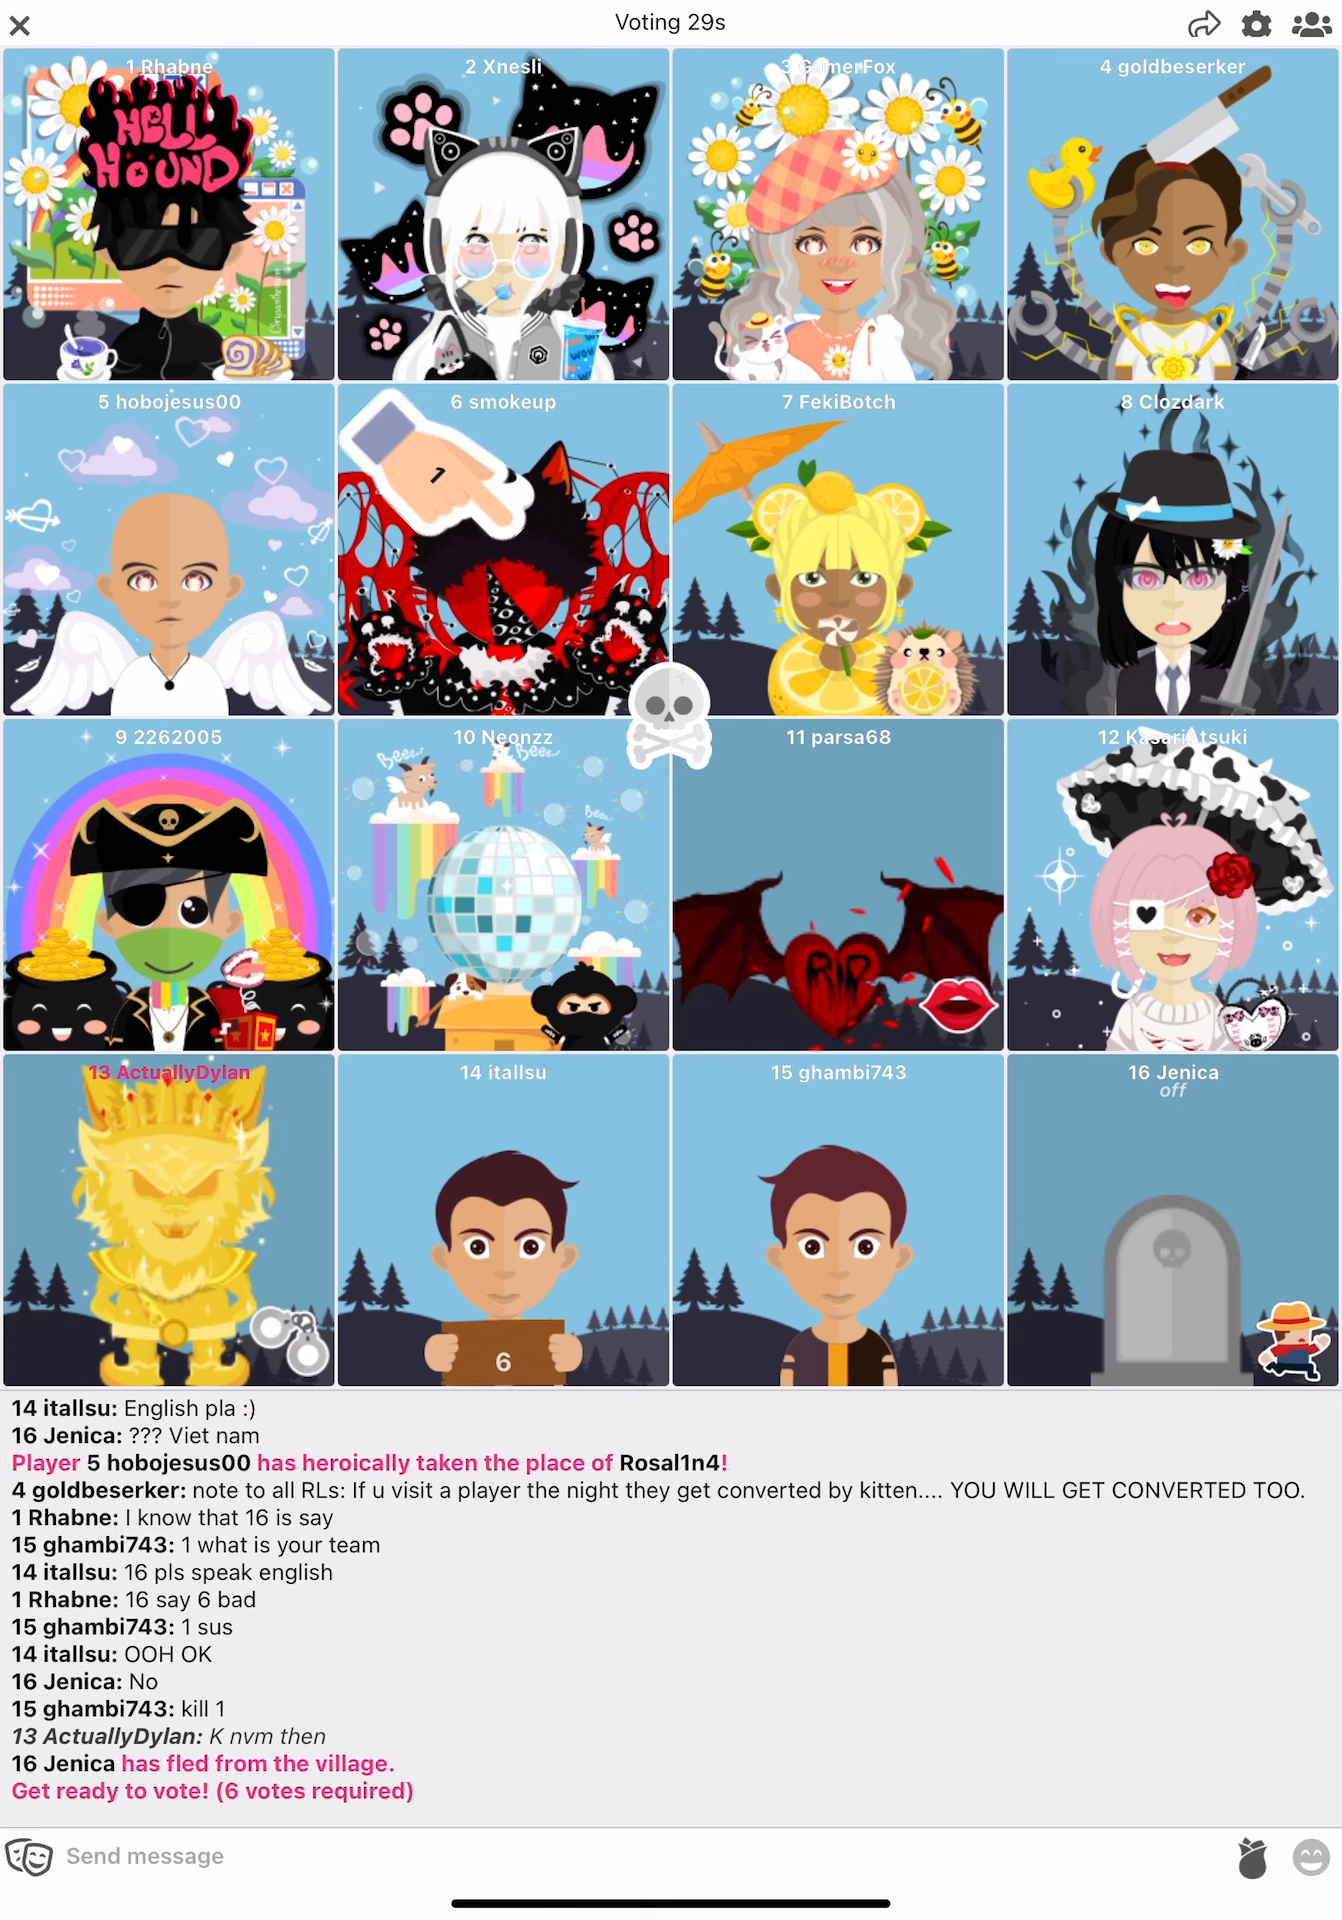 Voting 29s
1 Rhabne
2 Xnesli
3 GamerFox
4 goldbeserker
HELL
HOUND
Chrysanthemum
WOW
5 hobojesus00
6 smokeup
7 FekiBotch
8 Clozdark
1
9 2262005
10 Neonzz
11 parsa68
12 KasariAtsuki
Beee..
Beee..
Beee..
RIP
13 ActuallyDylan
14 itallsu
15 ghambi743
16 Jenica
off
6
14 itallsu: English pla :)
16 Jenica: ??? Viet nam
Player 5 hobojesus00 has heroically taken the place of Rosal1n4!
4 goldbeserker: note to all RLs: If u visit a player the night they get converted by kitten.... YOU WILL GET CONVERTED TOO.
1 Rhabne: I know that 16 is say
15 ghambi743: 1 what is your team
14 itallsu: 16 pls speak english
1 Rhabne: 16 say 6 bad
15 ghambi743: 1 sus
14 itallsu: OOH OK
16 Jenica: No
15 ghambi743: kill 1
13 ActuallyDylan: K nvm then
16 Jenica has fled from the village.
Get ready to vote! (6 votes required)
Send message